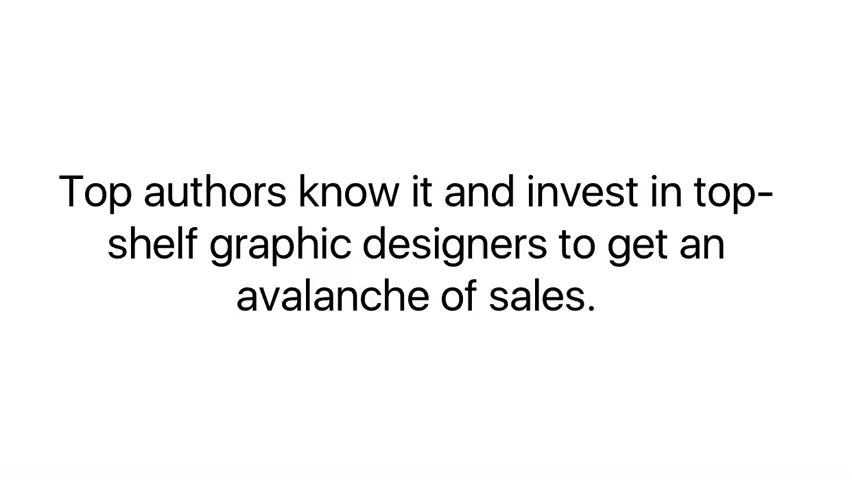 Top authors know it and invest in top-
shelf graphic designers to get an
avalanche of sales.